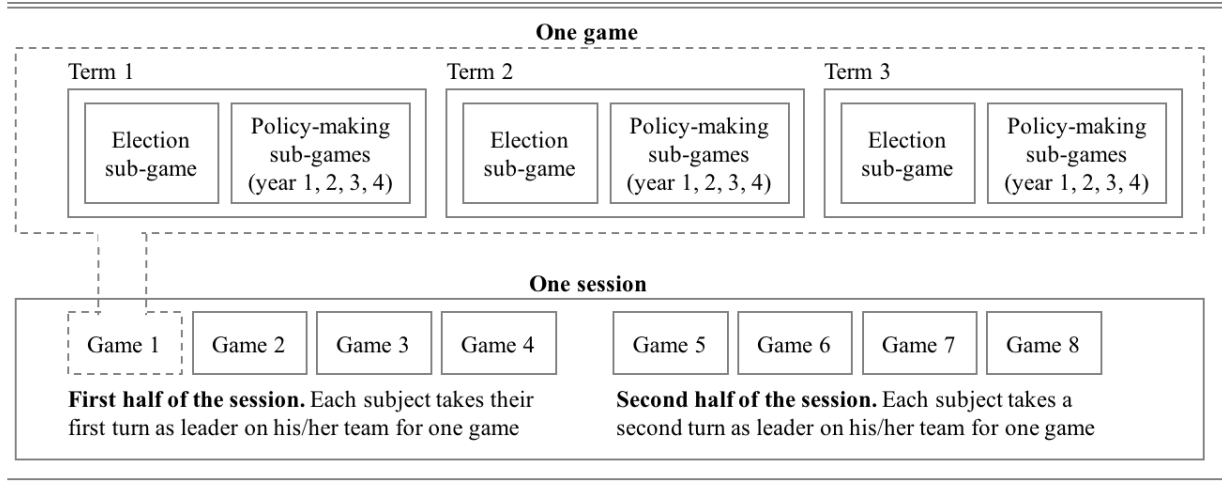 One game
Term 1
Election
sub-game
Policy-making
sub-games
(year 1, 2, 3, 4)
Term 2
Election
sub-game
Policy-making
sub-games
(year 1, 2, 3, 4)
Term 3
Election
sub-game
Policy-making
sub-games
(year 1, 2, 3, 4)
One session
Game 1
Game 2
Game 3
Game 4
First half of the session. Each subject takes their
first turn as leader on his/her team for one game
Game 5
Game 6
Game 7
Game 8
Second half of the session. Each subject takes a
second turn as leader on his/her team for one game